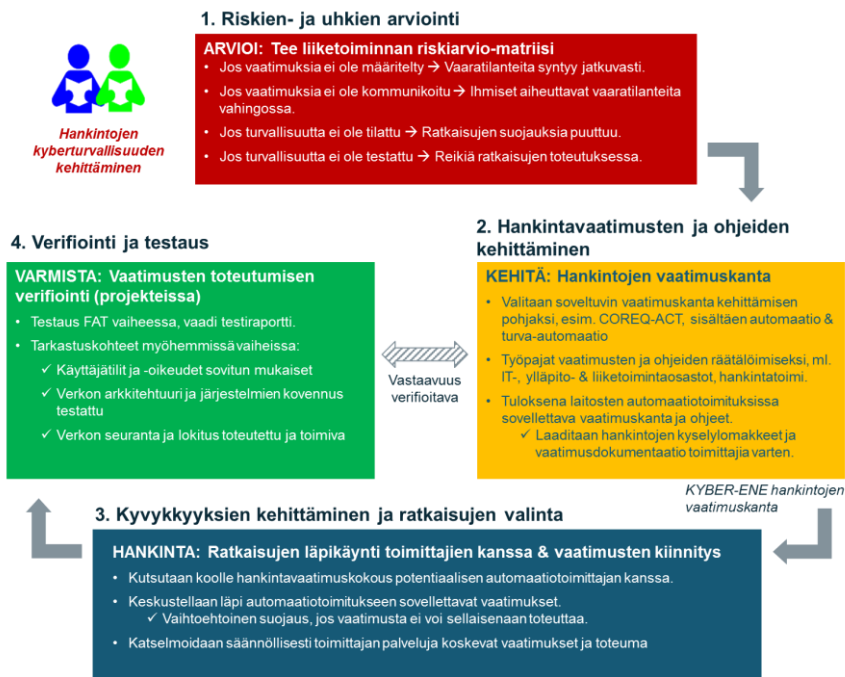 1. Riskien- ja uhkien arviointi
ARVIOI: Tee liiketoiminnan riskiarvio-matriisi
• Jos vaatimuksia ei ole määritelty → Vaaratilanteita syntyy jatkuvasti.
• Jos vaatimuksia ei ole kommunikoitu → Ihmiset aiheuttavat vaaratilanteita
vahingossa.
• Jos turvallisuutta ei ole tilattu → Ratkaisujen suojauksia puuttuu.
• Jos turvallisuutta ei ole testattu → Reikiä ratkaisujen toteutuksessa.
Hankintojen
kyberturvallisuuden
kehittäminen
2. Hankintavaatimusten ja ohjeiden
kehittäminen
KEHITÄ: Hankintojen vaatimuskanta
• Valitaan soveltuvin vaatimuskanta kehittämisen
pohjaksi, esim. COREQ-ACT, sisältäen automaatio &
turva-automaatio
• Työpajat vaatimusten ja ohjeiden räätälöimiseksi, ml.
IT-, ylläpito- & liiketoimintaosastot, hankintatoimi.
• Tuloksena laitosten automaatiotoimituksissa
sovellettava vaatimuskanta ja ohjeet.
✓ Laaditaan hankintojen kyselylomakkeet ja
vaatimusdokumentaatio toimittajia varten.
KYBER-ENE hankintojen
vaatimuskanta
4. Verifiointi ja testaus
VARMISTA: Vaatimusten toteutumisen
verifiointi (projekteissa)
• Testaus FAT vaiheessa, vaadi testiraportti.
• Tarkastuskohteet myöhemmissä vaiheissa:
✓ Käyttäjätilit ja -oikeudet sovitun mukaiset
✓ Verkon arkkitehtuuri ja järjestelmien kovennus
testattu
✓ Verkon seuranta ja lokitus toteutettu ja toimiva
Vastaavuus
verifioitava
3. Kyvykkyyksien kehittäminen ja ratkaisujen valinta
HANKINTA: Ratkaisujen läpikäynti toimittajien kanssa & vaatimusten kiinnitys
• Kutsutaan koolle hankintavaatimuskokous potentiaalisen automaatiotoimittajan kanssa.
• Keskustellaan läpi automaatiotoimitukseen sovellettavat vaatimukset.
✓ Vaihtoehtoinen suojaus, jos vaatimusta ei voi sellaisenaan toteuttaa.
• Katselmoidaan säännöllisesti toimittajan palveluja koskevat vaatimukset ja toteuma